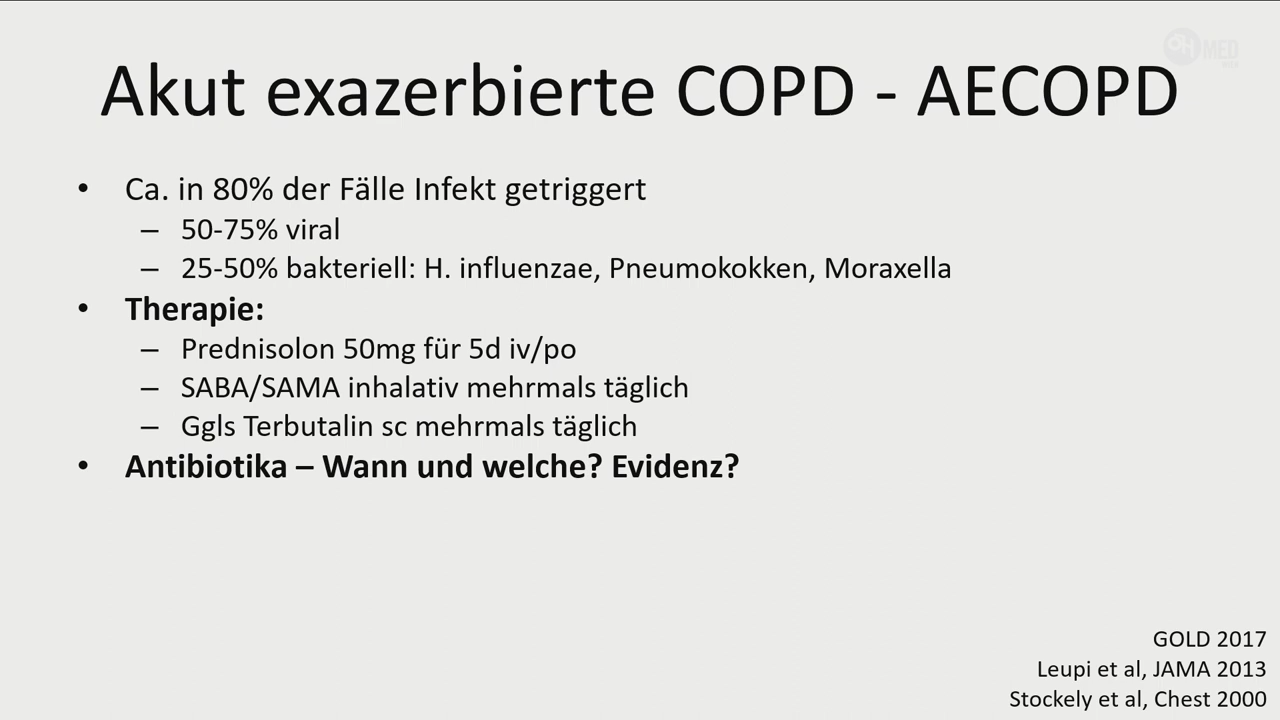 Akut exazerbierte COPD - AECOPD
• Ca. in 80% der Fälle Infekt getriggert
– 50-75% viral
– 25-50% bakteriell: H. influenzae, Pneumokokken, Moraxella
• Therapie:
– Prednisolon 50mg für 5d iv/po
– SABA/SAMA inhalativ mehrmals täglich
– Ggls Terbutalin sc mehrmals täglich
• Antibiotika – Wann und welche? Evidenz?
GOLD 2017
Leupi et al, JAMA 2013
Stockely et al, Chest 2000
MED